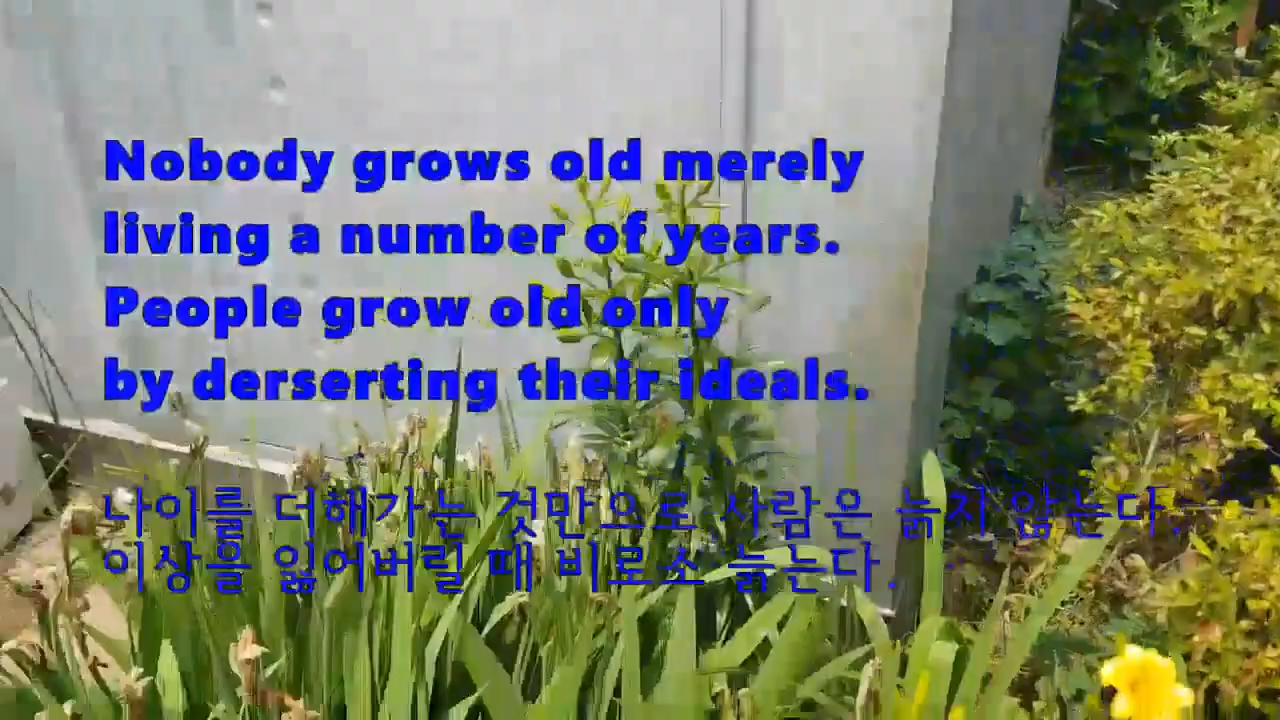 Nobody grows old merely
living a number of years.
People grow old only
by derserting their ideals.
나이를 더해가는 것만으로 사람은 늙지 않는다.
이상을 잃어버릴 때 비로소 늙는다.